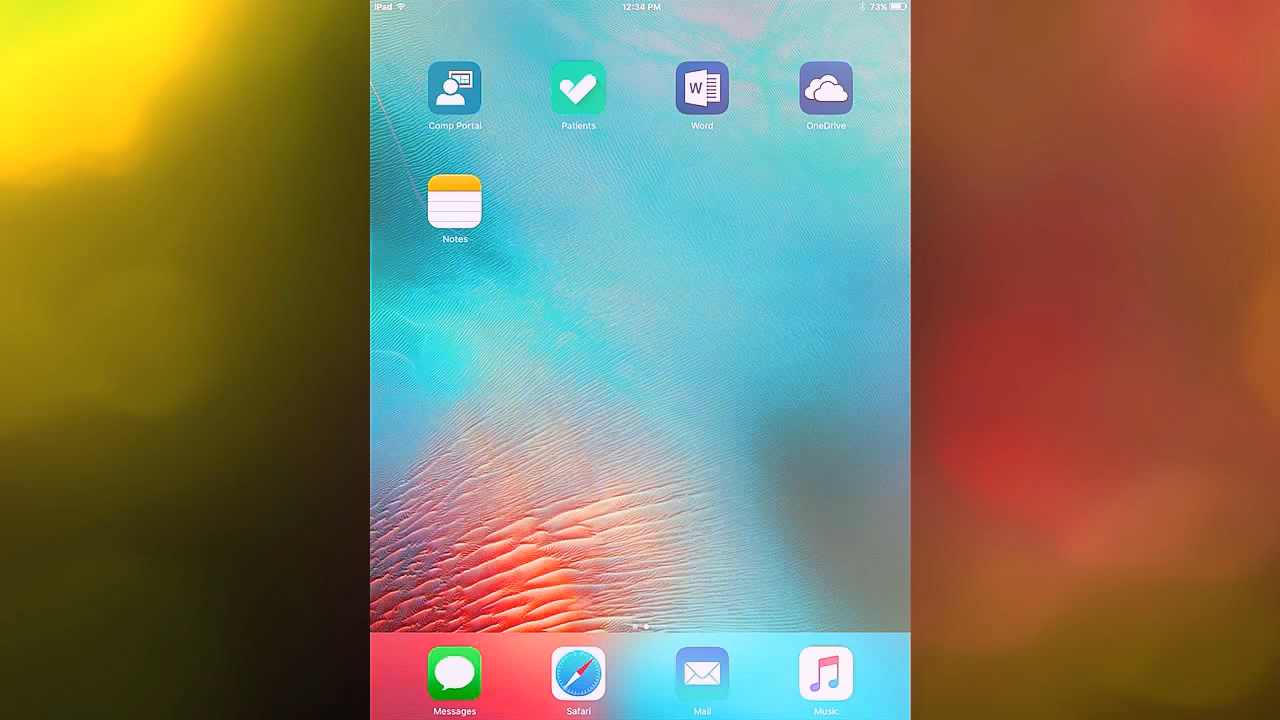 iPad 12:34 PM 73%
Comp Portal Patients Word OneDrive
W
Notes
Messages Safari Mail Music